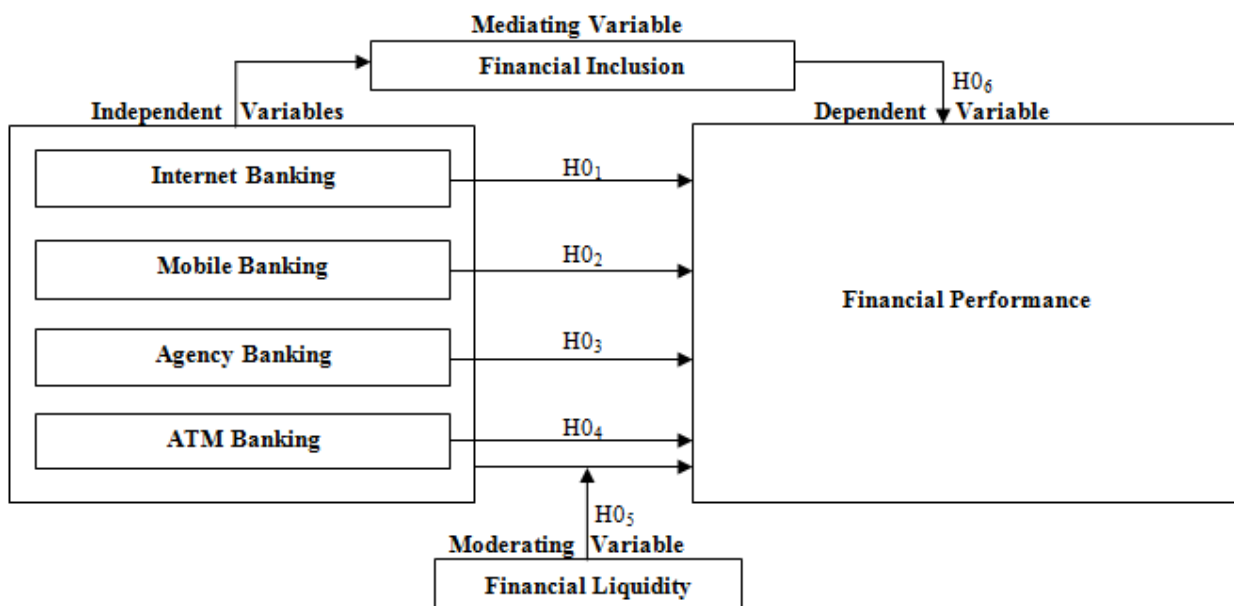 Mediating Variable
Financial Inclusion
H0₆
Independent Variables
Dependent Variable
Internet Banking
H0₁
Mobile Banking
H0₂
Financial Performance
Agency Banking
H0₃
ATM Banking
H0₄
H0₅
Moderating Variable
Financial Liquidity